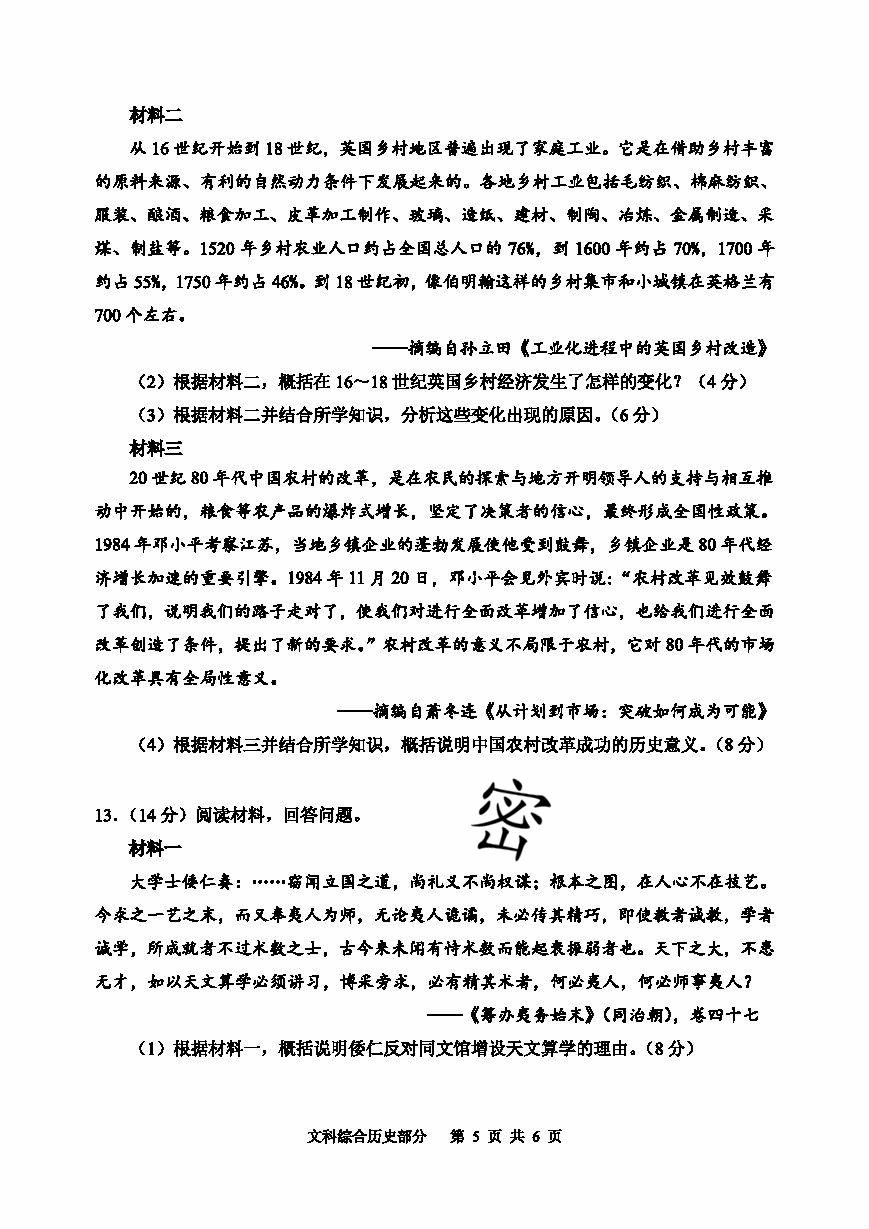 材料二
从 16 世纪开始到 18 世纪，英国乡村地区普遍出现了家庭工业。它是在借助乡村丰富
的原料来源、有利的自然动力条件下发展起来的。各地乡村工业包括毛纺织、棉麻纺织、
服装、酿酒、粮食加工、皮革加工制作、玻璃、造纸、建材、制陶、冶炼、金属制造、采
煤、制盐等。1520 年乡村农业人口约占全国总人口的 76%，到 1600 年约占 70%，1700 年
约占 55%，1750 年约占 46%。到 18 世纪初，像伯明翰这样的乡村集市和小城镇在英格兰有
700 个左右。
——摘编自孙立田《工业化进程中的英国乡村改造》
（2）根据材料二，概括在 16～18 世纪英国乡村经济发生了怎样的变化？（4 分）
（3）根据材料二并结合所学知识，分析这些变化出现的原因。（6 分）
材料三
20 世纪 80 年代中国农村的改革，是在农民的探索与地方开明领导人的支持与相互推
动中开始的，粮食等农产品的爆炸式增长，坚定了决策者的信心，最终形成全国性政策。
1984 年邓小平考察江苏，当地乡镇企业的蓬勃发展使他受到鼓舞，乡镇企业是 80 年代经
济增长加速的重要引擎。1984 年 11 月 20 日，邓小平会见外宾时说：“农村改革见效鼓舞
了我们，说明我们的路子走对了，使我们对进行全面改革增加了信心，也给我们进行全面
改革创造了条件，提出了新的要求。”农村改革的意义不局限于农村，它对 80 年代的市场
化改革具有全局性意义。
——摘编自萧冬连《从计划到市场：突破如何成为可能》
（4）根据材料三并结合所学知识，概括说明中国农村改革成功的历史意义。（8 分）
13．（14 分）阅读材料，回答问题。
密
材料一
大学士倭仁奏：……窃闻立国之道，尚礼义不尚权谋；根本之图，在人心不在技艺。
今求之一艺之末，而又奉夷人为师，无论夷人诡谲，未必传其精巧，即使教者诚教，学者
诚学，所成就者不过术数之士，古今来未闻有恃术数而能起衰振弱者也。天下之大，不患
无才，如以天文算学必须讲习，博采旁求，必有精其术者，何必夷人，何必师事夷人？
——《筹办夷务始末》（同治朝），卷四十七
（1）根据材料一，概括说明倭仁反对同文馆增设天文算学的理由。（8 分）
文科综合历史部分 第 5 页 共 6 页